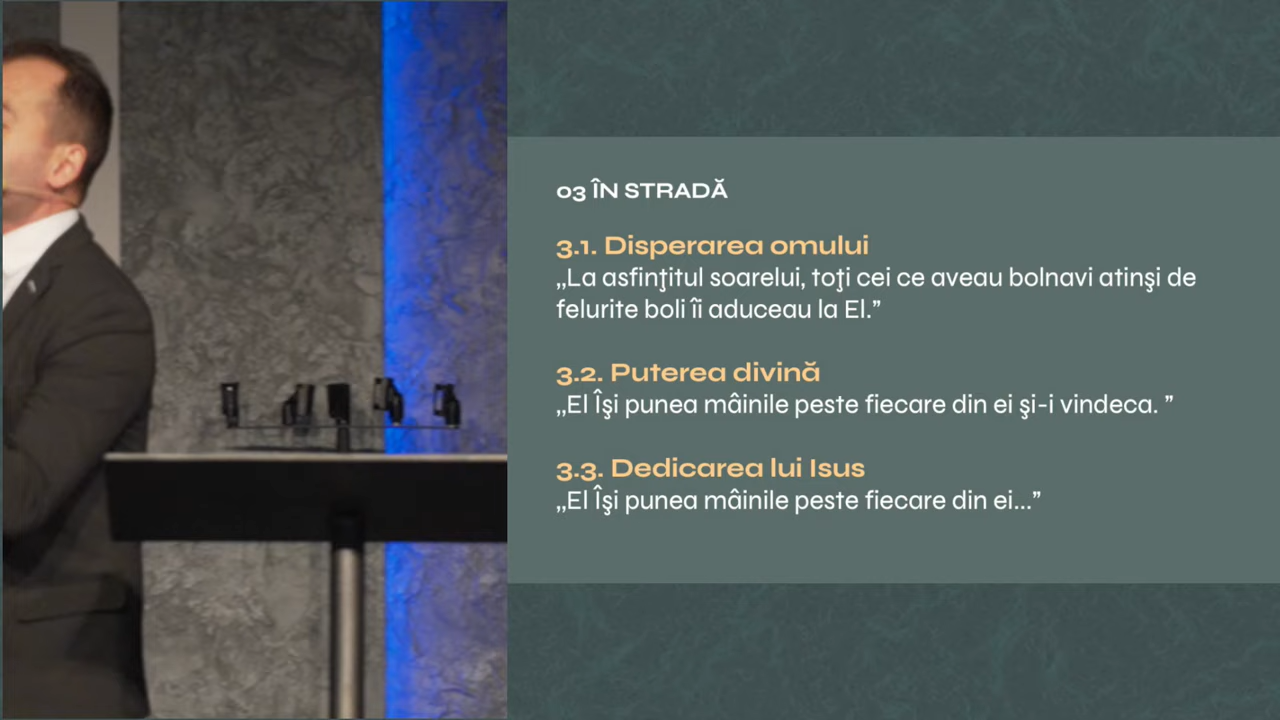 03 ÎN STRADĂ
3.1. Disperarea omului
„La asfinţitul soarelui, toţi cei ce aveau bolnavi atinşi de
felurite boli îi aduceau la El.”
3.2. Puterea divină
„El Îşi punea mâinile peste fiecare din ei şi-i vindeca. ”
3.3. Dedicarea lui Isus
„El Îşi punea mâinile peste fiecare din ei...”